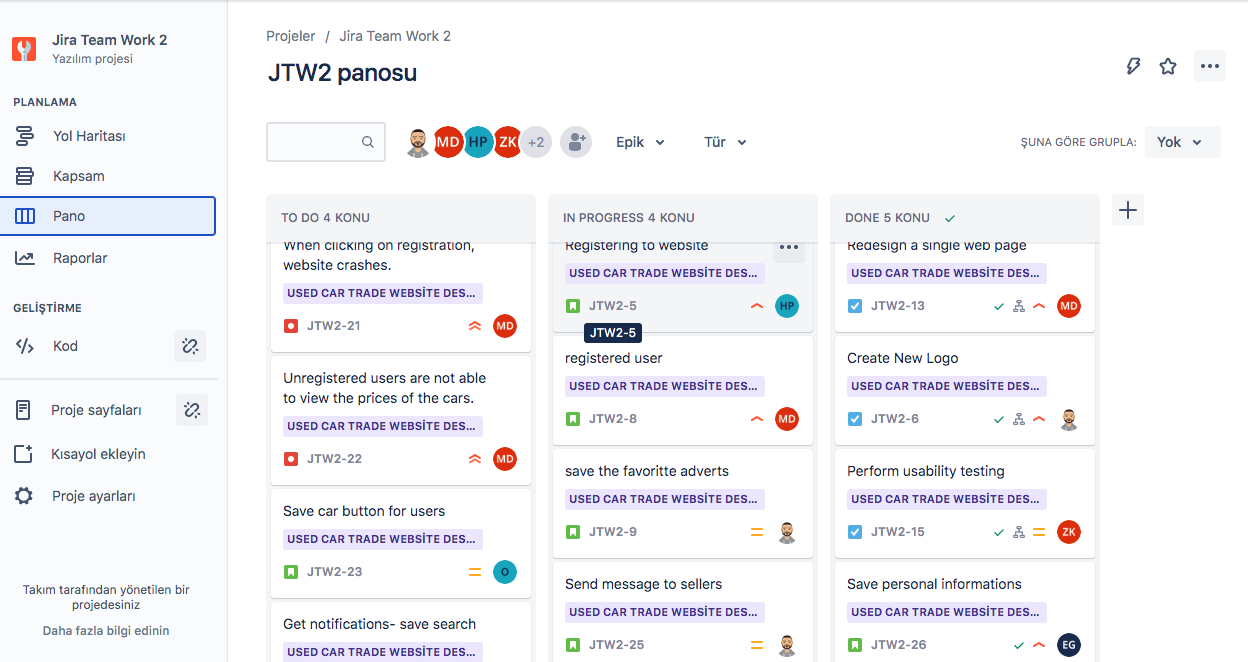 Jira Team Work 2
Yazılım projesi
PLANLAMA
Yol Haritası
Kapsam
Pano
Raporlar
GELİŞTİRME
Kod
Proje sayfaları
Kısayol ekleyin
Proje ayarları
Takım tarafından yönetilen bir
projedesiniz
Daha fazla bilgi edinin
Projeler / Jira Team Work 2
JTW2 panosu
MD HP ZK +2
Epik
Tür
ŞUNA GÖRE GRUPLA:
Yok
TO DO 4 KONU
When clicking on registration,
website crashes.
USED CAR TRADE WEBSİTE DES...
JTW2-21
MD
Unregistered users are not able
to view the prices of the cars.
USED CAR TRADE WEBSİTE DES...
JTW2-22
MD
Save car button for users
USED CAR TRADE WEBSİTE DES...
JTW2-23
O
Get notifications- save search
USED CAR TRADE WEBSİTE DES...
IN PROGRESS 4 KONU
Registering to website
USED CAR TRADE WEBSİTE DES...
JTW2-5
HP
JTW2-5
registered user
USED CAR TRADE WEBSİTE DES...
JTW2-8
MD
save the favoritte adverts
USED CAR TRADE WEBSİTE DES...
JTW2-9
Send message to sellers
USED CAR TRADE WEBSİTE DES...
JTW2-25
DONE 5 KONU
Redesign a single web page
USED CAR TRADE WEBSİTE DES...
JTW2-13
MD
Create New Logo
USED CAR TRADE WEBSİTE DES...
JTW2-6
Perform usability testing
USED CAR TRADE WEBSİTE DES...
JTW2-15
ZK
Save personal informations
USED CAR TRADE WEBSİTE DES...
JTW2-26
EG